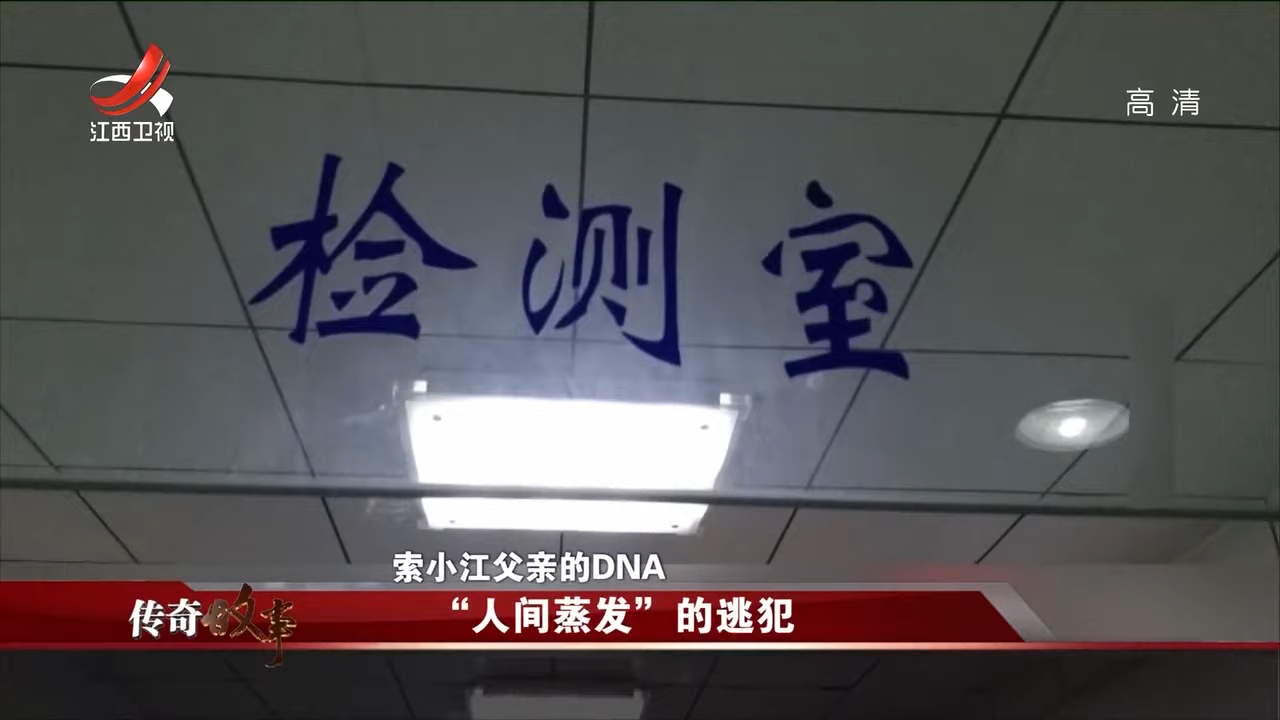 江西卫视
高清
检测室
索小江父亲的DNA
传奇故事
“人间蒸发”的逃犯